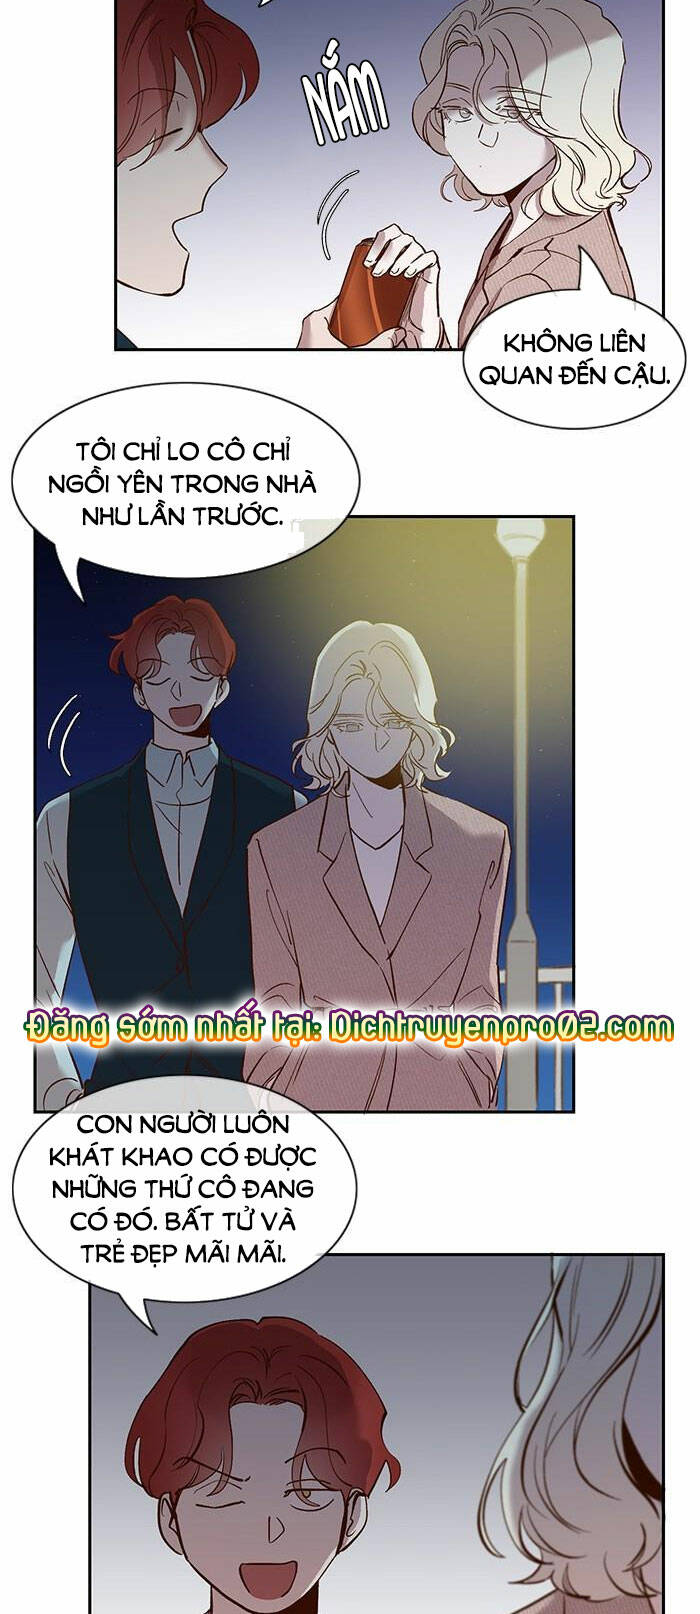 NẮM
KHÔNG LIÊN
QUAN ĐẾN CẬU.
TÔI CHỈ LO CÔ CHỈ
NGỒI YÊN TRONG NHÀ
NHƯ LẦN TRƯỚC.
Đăng sớm nhất tại: Dichtruyenpro02.com
CON NGƯỜI LUÔN
KHÁT KHAO CÓ ĐƯỢC
NHỮNG THỨ CÔ ĐANG
CÓ ĐÓ. BẤT TỬ VÀ
TRẺ ĐẸP MÃI MÃI.